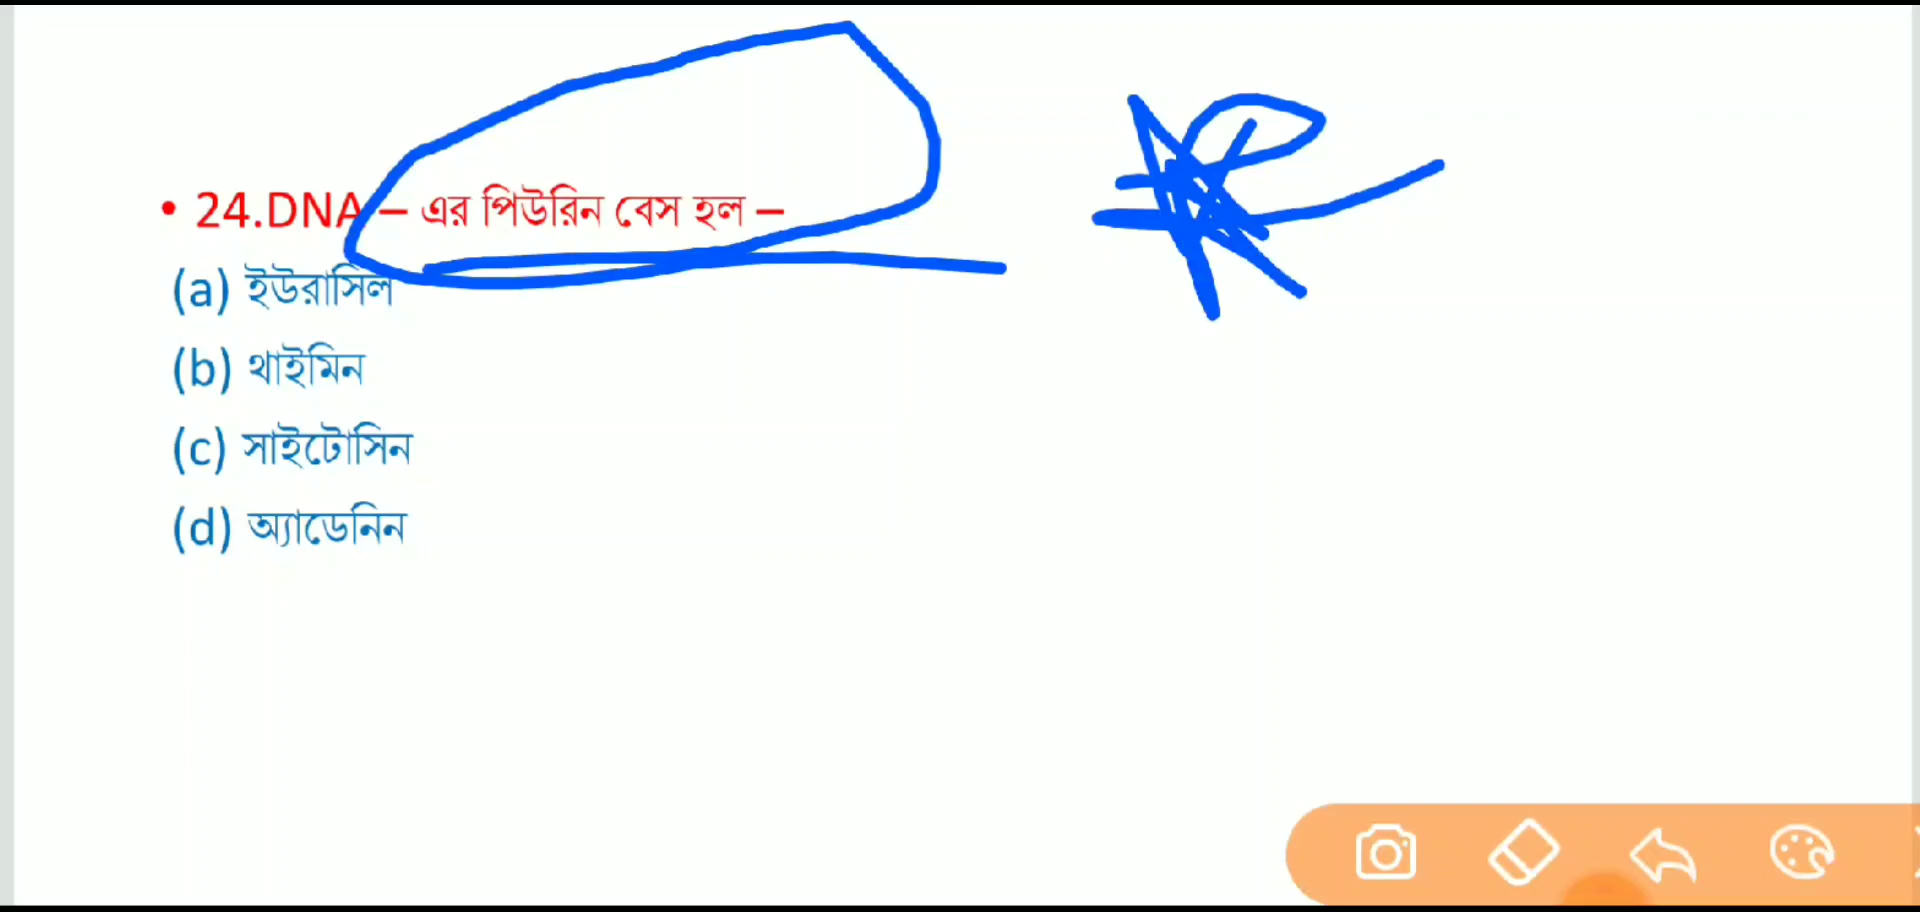 • 24.DNA – এর পিউরিন বেস হল –
(a) ইউরাসিল
(b) থাইমিন
(c) সাইটোসিন
(d) অ্যাডেনিন